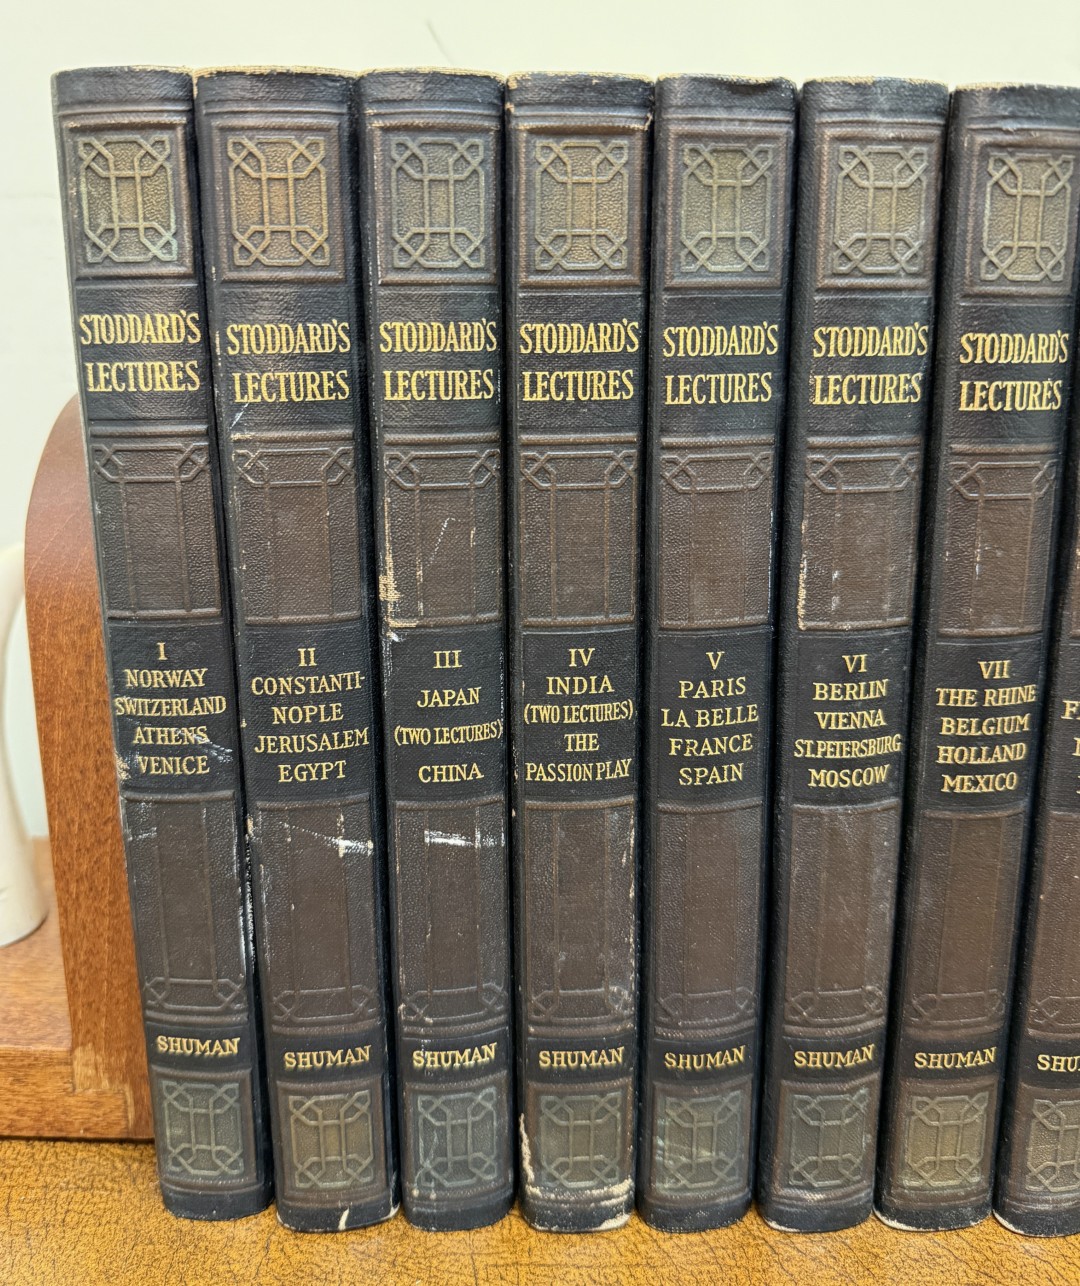 STODDARD'S
LECTURES
I
NORWAY
SWITZERLAND
ATHENS
VENICE
SHUMAN
STODDARD'S
LECTURES
II
CONSTANTI-
NOPLE
JERUSALEM
EGYPT
SHUMAN
STODDARD'S
LECTURES
III
JAPAN
(TWO LECTURES)
CHINA
SHUMAN
STODDARD'S
LECTURES
IV
INDIA
(TWO LECTURES)
THE
PASSION PLAY
SHUMAN
STODDARD'S
LECTURES
V
PARIS
LA BELLE
FRANCE
SPAIN
SHUMAN
STODDARD'S
LECTURES
VI
BERLIN
VIENNA
ST. PETERSBURG
MOSCOW
SHUMAN
STODDARD'S
LECTURES
VII
THE RHINE
BELGIUM
HOLLAND
MEXICO
SHUMAN